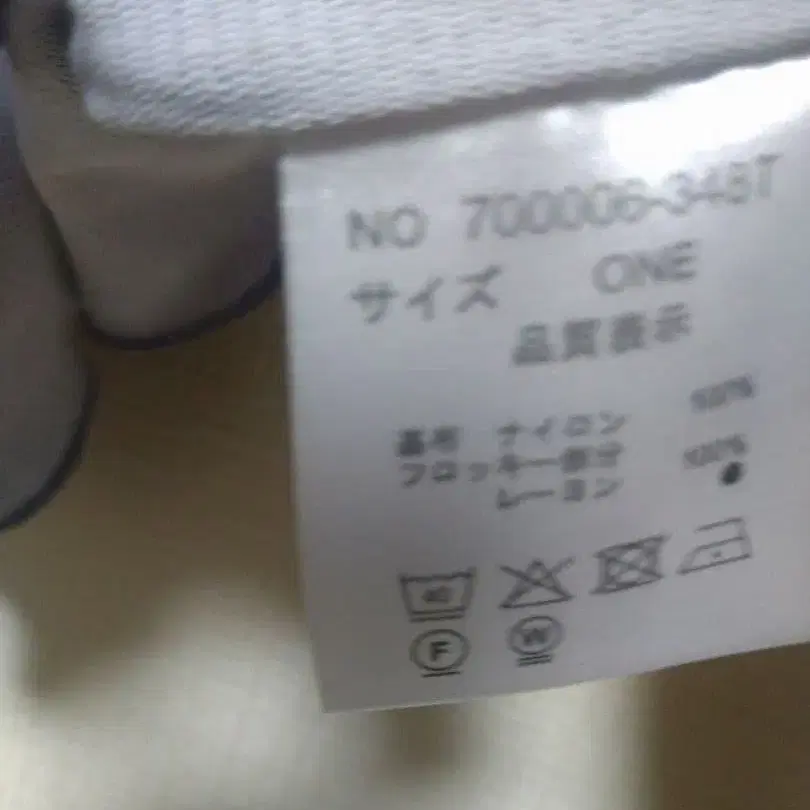 NO 700006-348T
サイズ ONE
品質表示
基布 ナイロン 100%
フロッキー部分
レーヨン 100%
40
F W